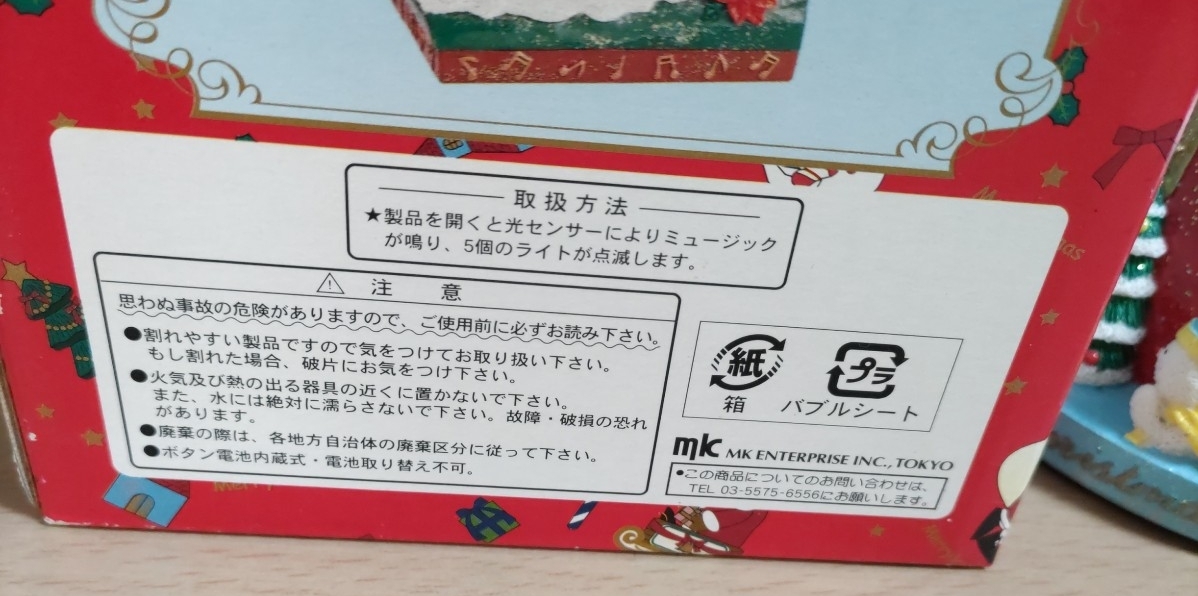 取扱方法
★製品を開くと光センサーによりミュージック
が鳴り、5個のライトが点滅します。
注 意
思わぬ事故の危険がありますので、ご使用前に必ずお読み下さい。
●割れやすい製品ですので気をつけてお取り扱い下さい。
もし割れた場合、破片にお気をつけ下さい。
●火気及び熱の出る器具の近くに置かないで下さい。
また、水には絶対に濡らさないで下さい。故障・破損の恐れ
があります。
●廃棄の際は、各地方自治体の廃棄区分に従って下さい。
●ボタン電池内蔵式・電池取り替え不可。
紙
箱
プラ
バブルシート
mk MK ENTERPRISE INC., TOKYO
•この商品についてのお問い合わせは、
TEL 03-5575-6556にお願いします。